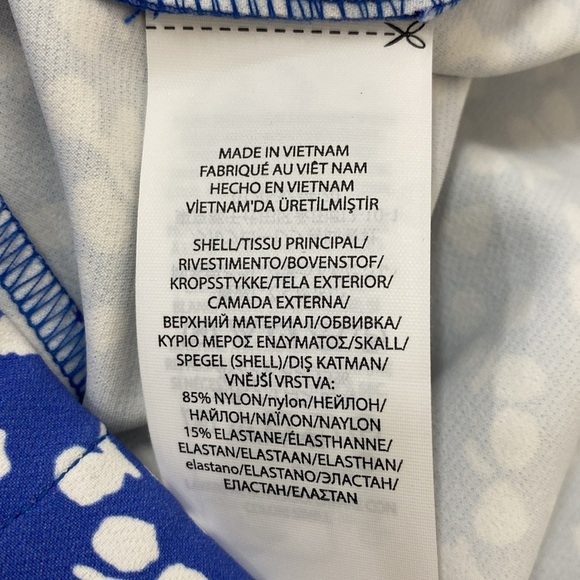 MADE IN VIETNAM
FABRIQUÉ AU VIÊT NAM
HECHO EN VIETNAM
VİETNAM'DA ÜRETİLMİŞTİR
SHELL/TISSU PRINCIPAL/
RIVESTIMENTO/BOVENSTOF/
KROPSSTYKKE/TELA EXTERIOR/
CAMADA EXTERNA/
ВЕРХНИЙ МАТЕРИАЛ/ОБВИВКА/
ΚΥΡΙΟ ΜΕΡΟΣ ΕΝΔΥΜΑΤΟΣ/SKALL/
SPEGEL (SHELL)/DIŞ KATMAN/
VNĚJŠÍ VRSTVA:
85% NYLON/nylon/НЕЙЛОН/
НАЙЛОН/ΝΑΪΛΟΝ/NAYLON
15% ELASTANE/ÉLASTHANNE/
ELASTAN/ELASTAAN/ELASTHAN/
elastano/ELASTANO/ЭЛАСТАН/
ЕЛАСТАН/ΕΛΑΣΤΑΝ